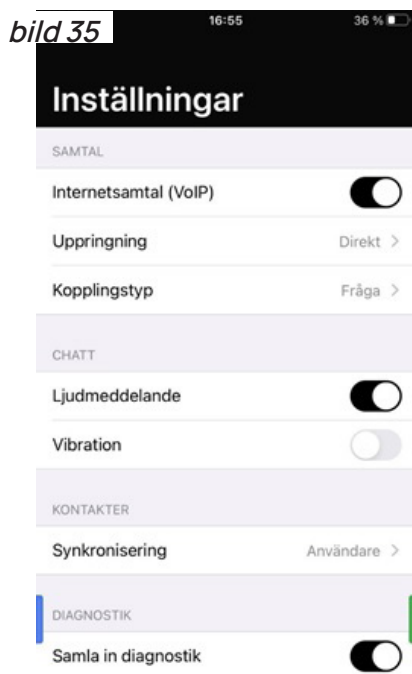 bild 35
16:55
36 %
Inställningar
SAMTAL
Internetsamtal (VoIP)
Uppringning Direkt >
Kopplingstyp Fråga >
CHATT
Ljudmeddelande
Vibration
KONTAKTER
Synkronisering Användare >
DIAGNOSTIK
Samla in diagnostik